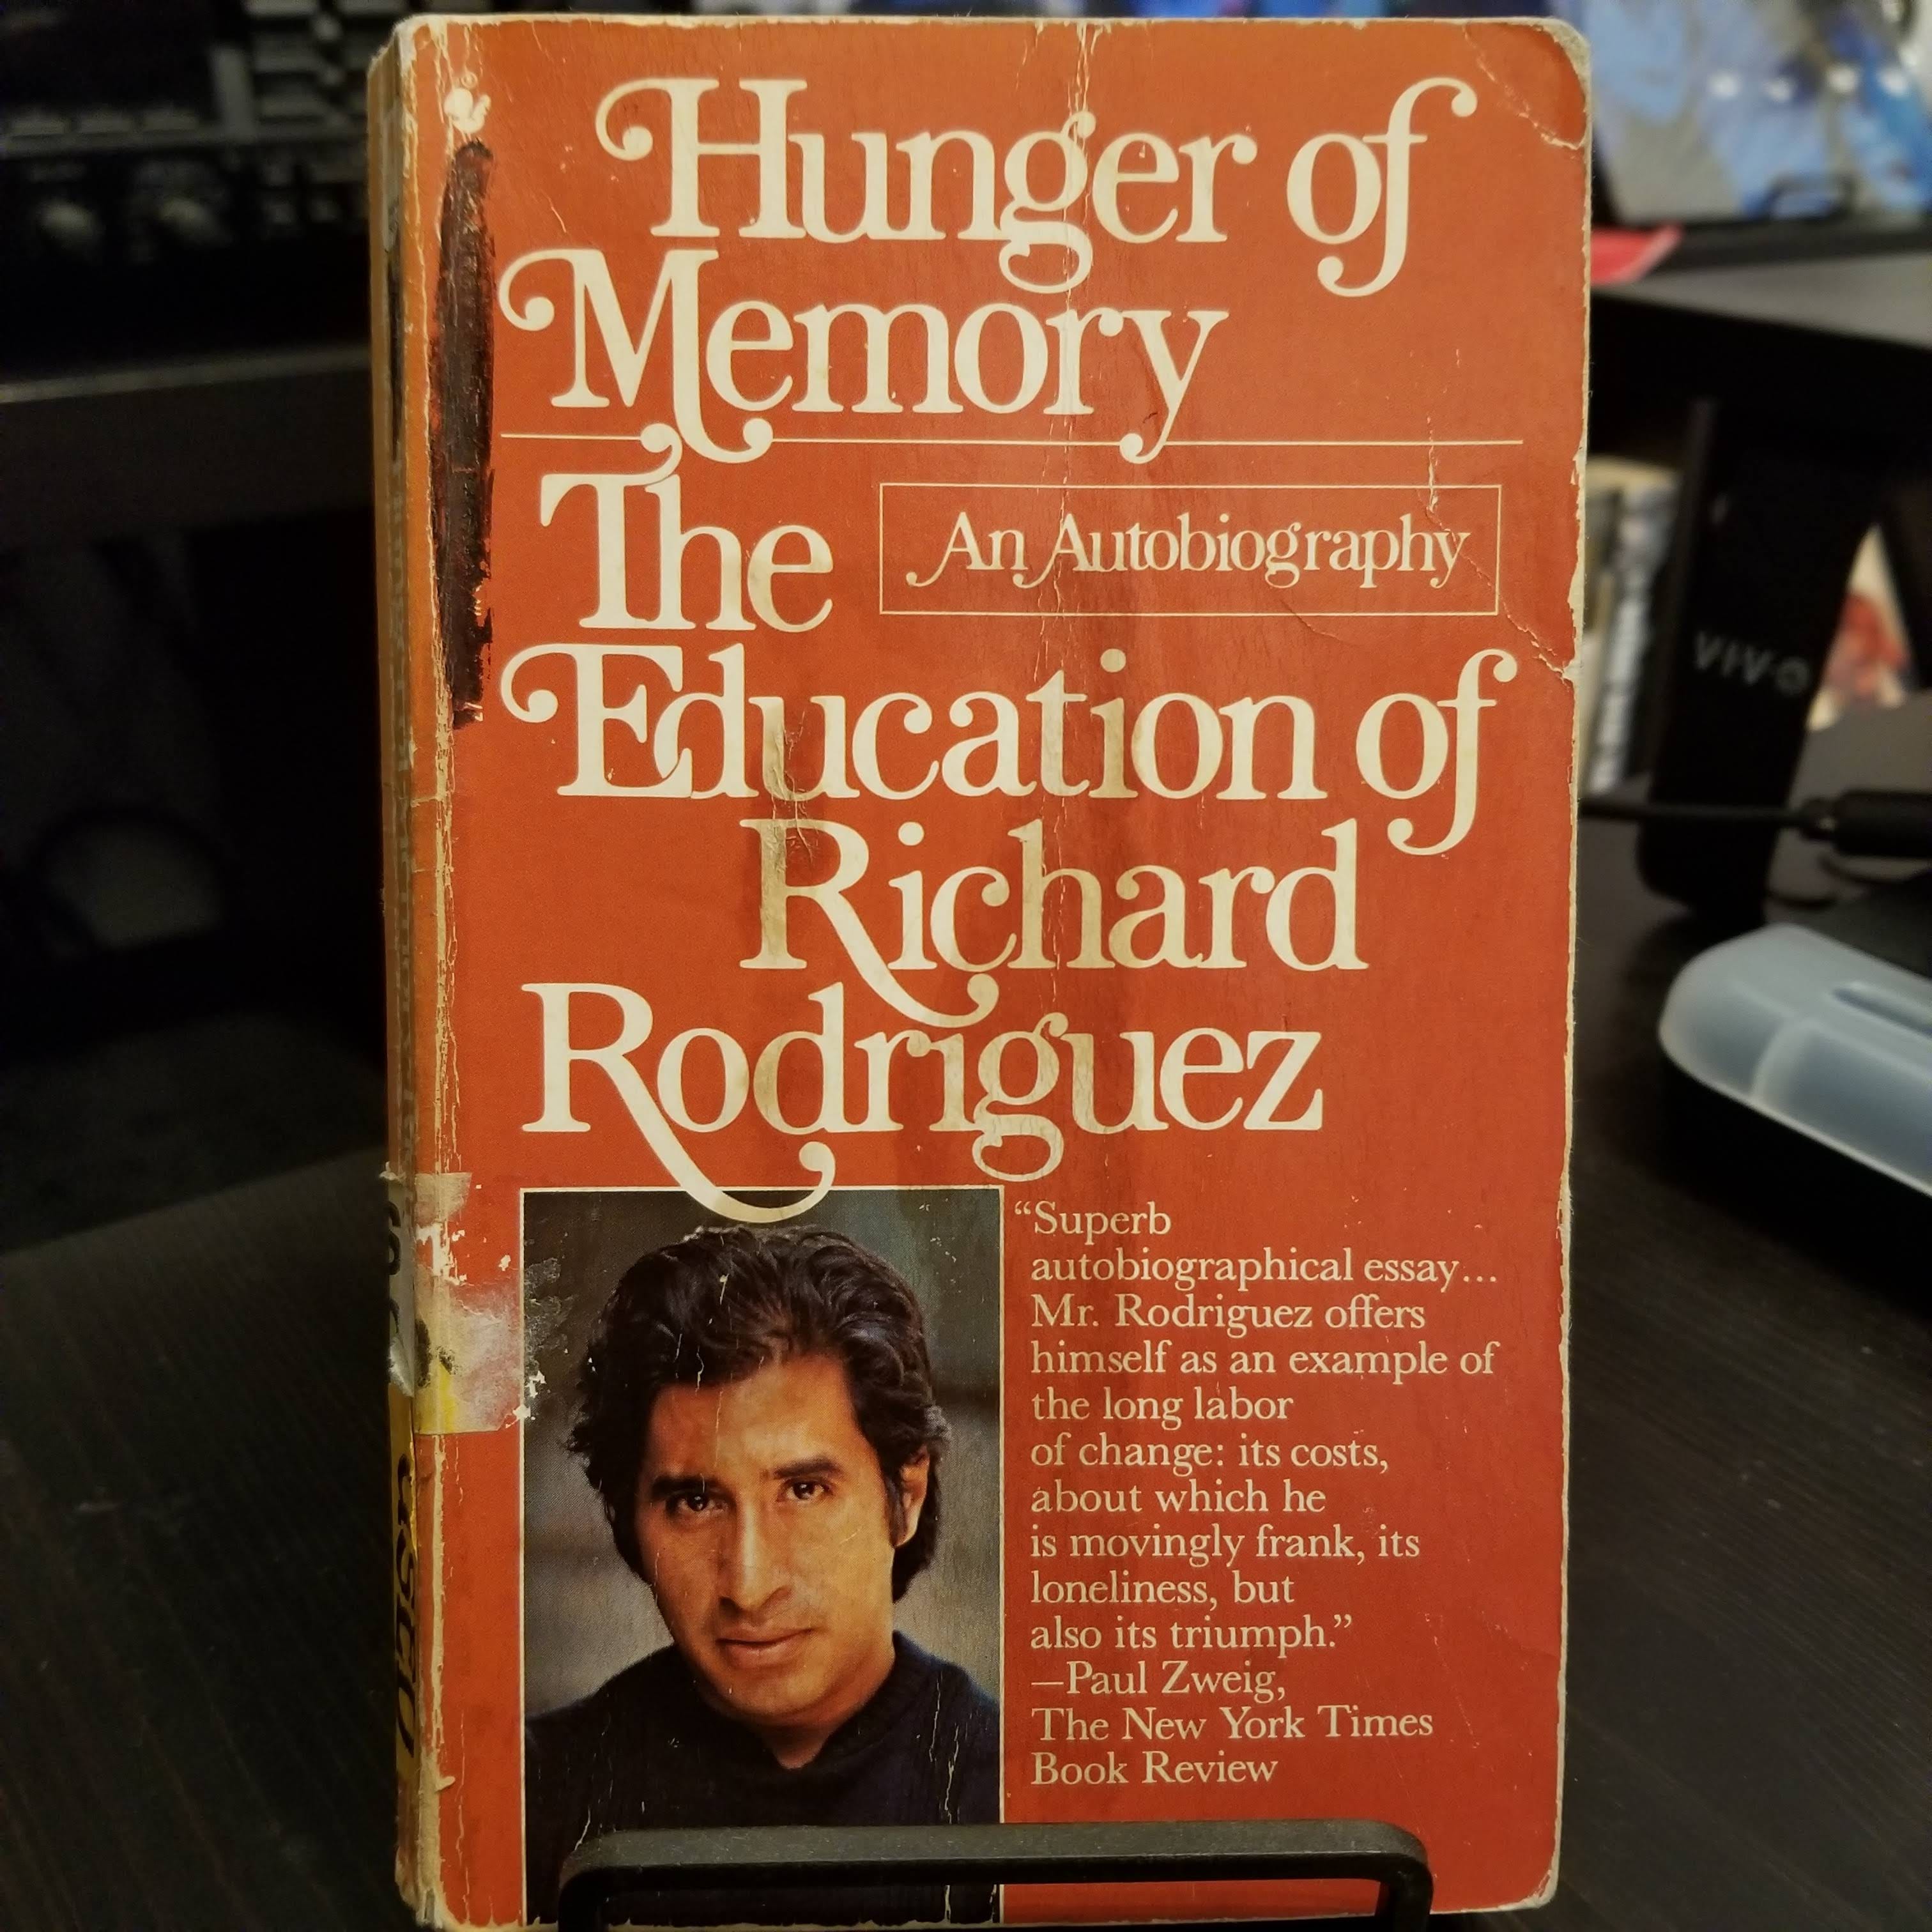 Hunger of
Memory
The
An Autobiography
Education of
Richard
Rodriguez
“Superb
autobiographical essay...
Mr. Rodriguez offers
himself as an example of
the long labor
of change: its costs,
about which he
is movingly frank, its
loneliness, but
also its triumph.”
—Paul Zweig,
The New York Times
Book Review
USED
VIVO